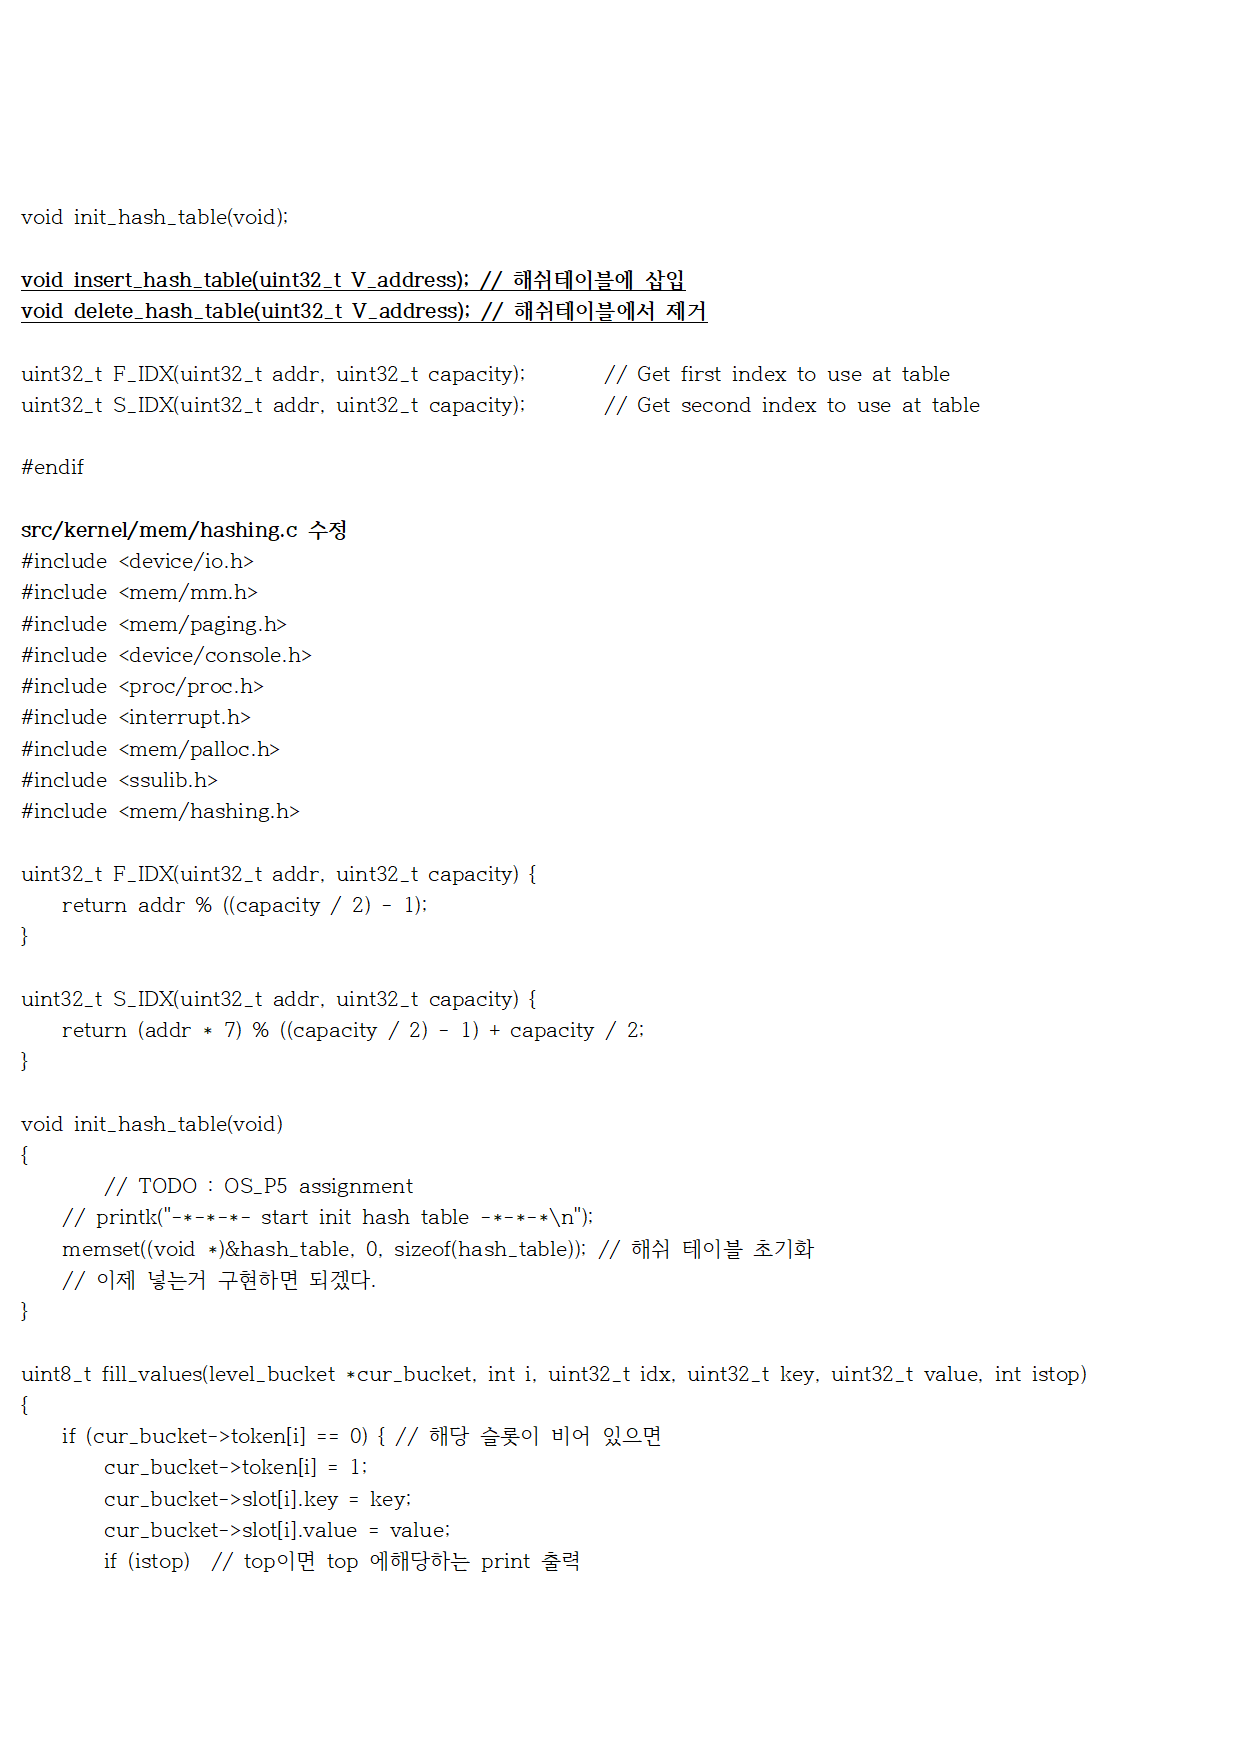 void init_hash_table(void);
void insert_hash_table(uint32_t V_address); // 해쉬테이블에 삽입
void delete_hash_table(uint32_t V_address); // 해쉬테이블에서 제거
uint32_t F_IDX(uint32_t addr, uint32_t capacity);	// Get first index to use at table
uint32_t S_IDX(uint32_t addr, uint32_t capacity);	// Get second index to use at table
#endif
src/kernel/mem/hashing.c 수정
#include <device/io.h>
#include <mem/mm.h>
#include <mem/paging.h>
#include <device/console.h>
#include <proc/proc.h>
#include <interrupt.h>
#include <mem/palloc.h>
#include <ssulib.h>
#include <mem/hashing.h>
uint32_t F_IDX(uint32_t addr, uint32_t capacity) {
    return addr % ((capacity / 2) - 1);
}
uint32_t S_IDX(uint32_t addr, uint32_t capacity) {
    return (addr * 7) % ((capacity / 2) - 1) + capacity / 2;
}
void init_hash_table(void)
{
        // TODO : OS_P5 assignment
    // printk("-*-*-*- start init hash table -*-*-*\n");
    memset((void *)&hash_table, 0, sizeof(hash_table)); // 해쉬 테이블 초기화
    // 이제 넣는거 구현하면 되겠다.
}
uint8_t fill_values(level_bucket *cur_bucket, int i, uint32_t idx, uint32_t key, uint32_t value, int istop)
{
    if (cur_bucket->token[i] == 0) { // 해당 슬롯이 비어 있으면
        cur_bucket->token[i] = 1;
        cur_bucket->slot[i].key = key;
        cur_bucket->slot[i].value = value;
        if (istop)  // top이면 top 에해당하는 print 출력